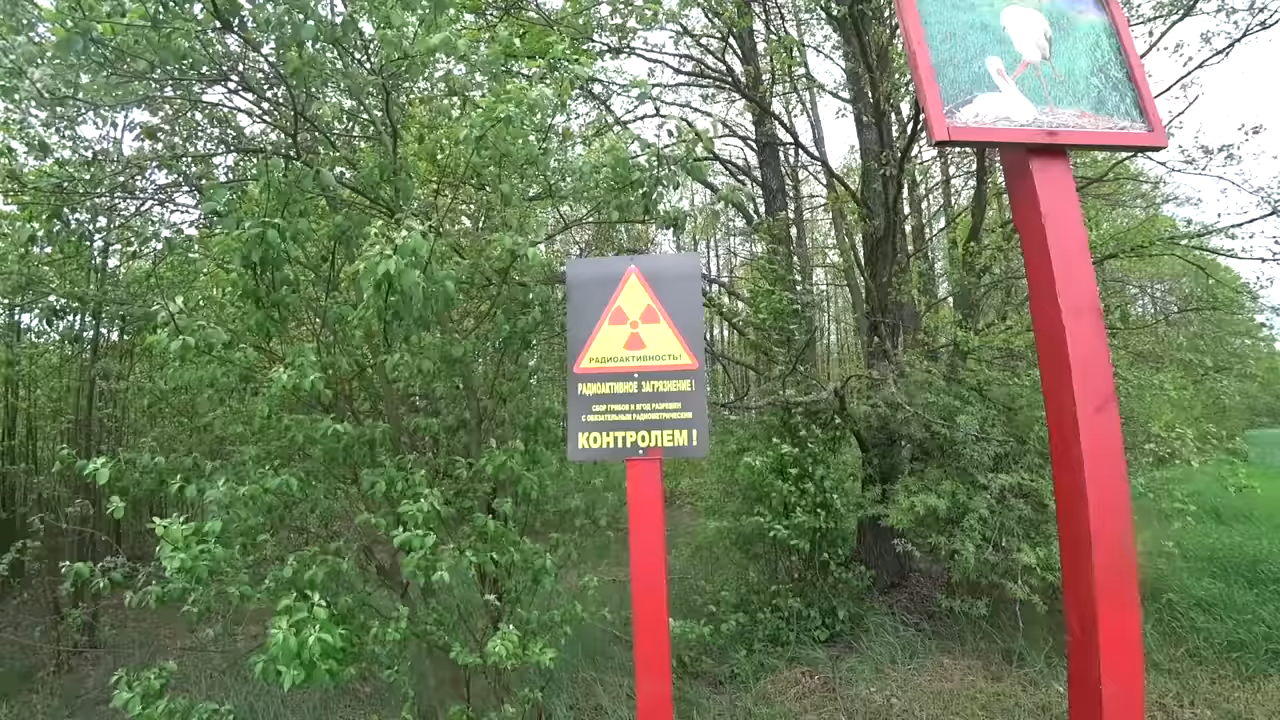 РАДИОАКТИВНОСТЬ!
РАДИОАКТИВНОЕ ЗАГРЯЗНЕНИЕ!
СБОР ГРИБОВ И ЯГОД РАЗРЕШЕН
С ОБЯЗАТЕЛЬНЫМ РАДИОМЕТРИЧЕСКИМ
КОНТРОЛЕМ!